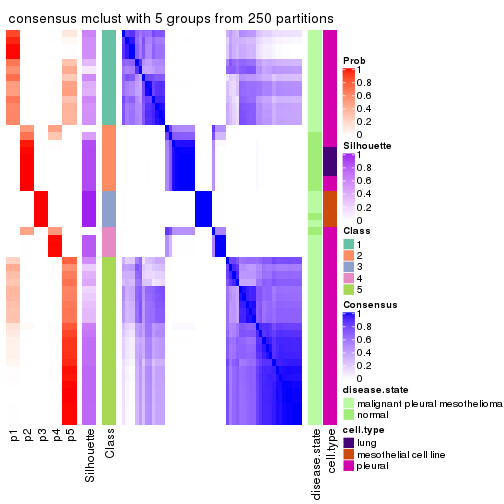 consensus mclust with 5 groups from 250 partitions
Prob
1
0.8
0.6
0.4
0.2
0
Silhouette
1
0.8
0.6
0.4
0.2
0
Class
1
2
3
4
5
Consensus
1
0.8
0.6
0.4
0.2
0
disease.state
malignant pleural mesothelioma
normal
cell.type
lung
mesothelial cell line
pleural
p1
p2
p3
p4
p5
Silhouette
Class
disease.state
cell.type